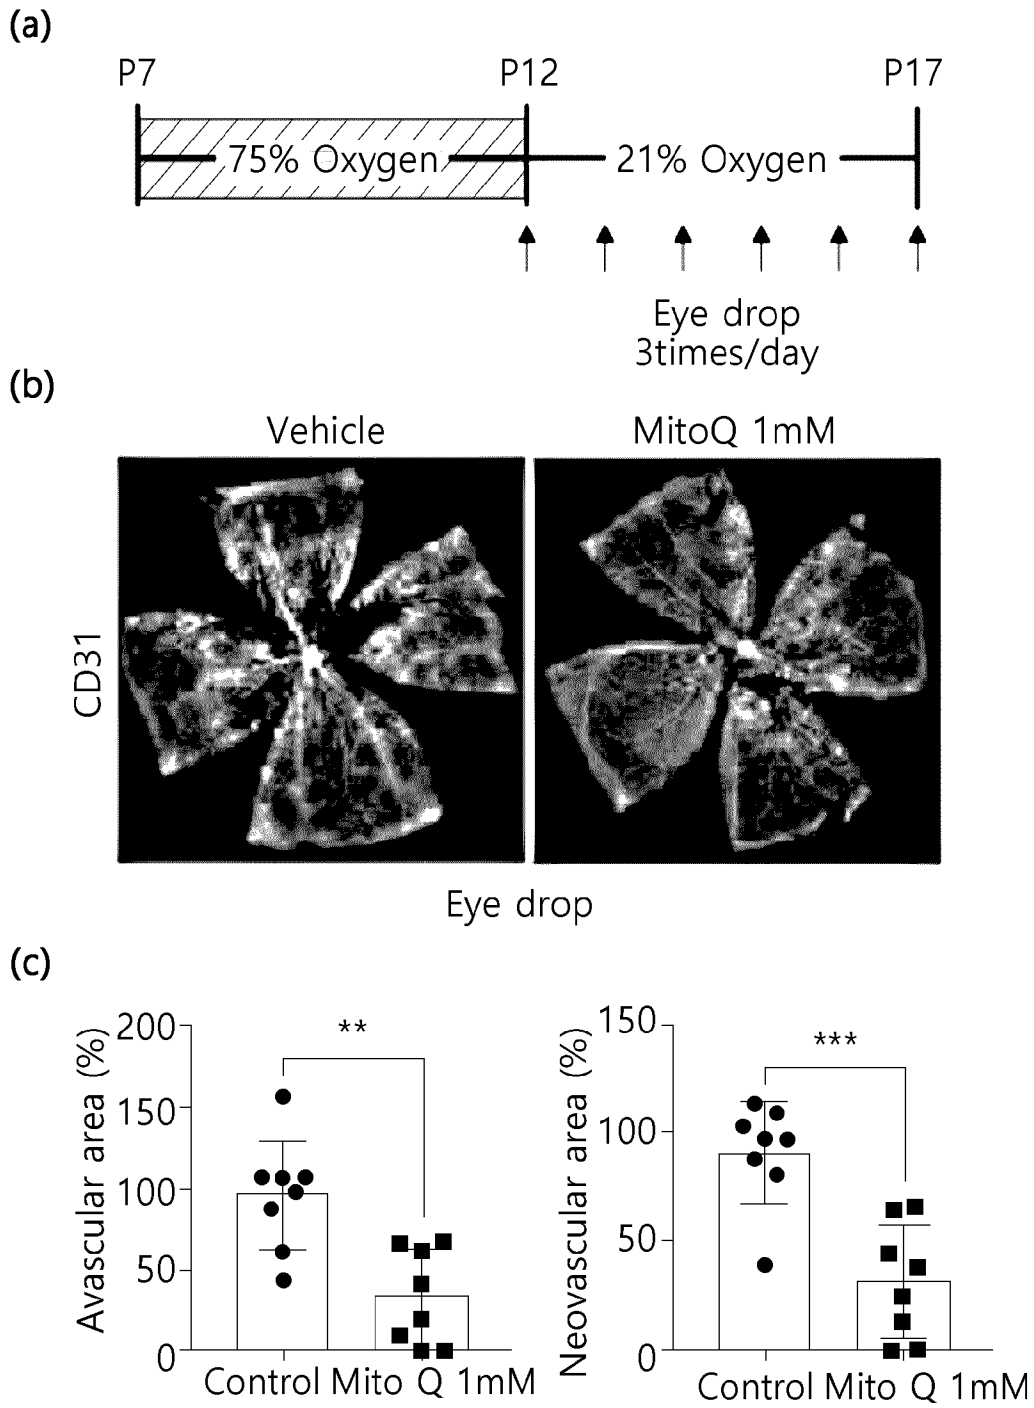 (a)
P7 P12 P17
75% Oxygen 21% Oxygen
Eye drop
3times/day
(b)
Vehicle MitoQ 1mM
CD31
Eye drop
(c)
Avascular area (%)
200
150
100
50
0
**
Control Mito Q 1mM
Neovascular area (%)
150
100
50
0
***
Control Mito Q 1mM